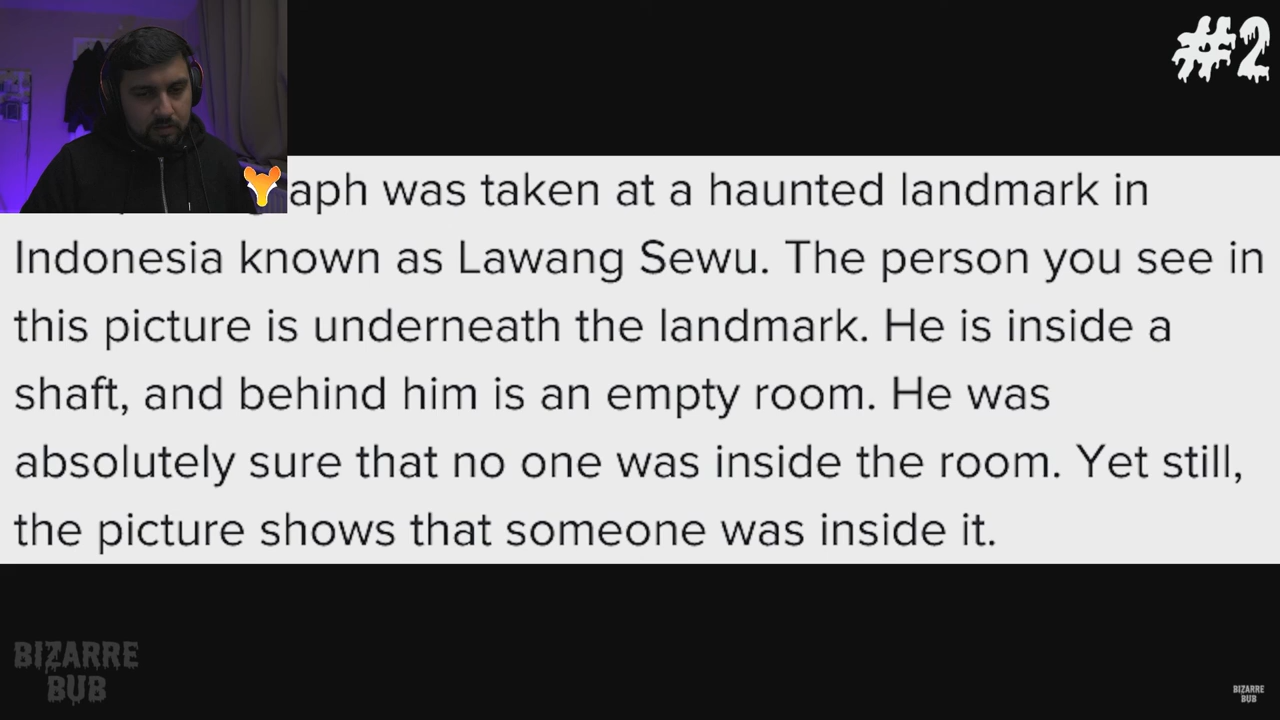 #2
aph was taken at a haunted landmark in
Indonesia known as Lawang Sewu. The person you see in
this picture is underneath the landmark. He is inside a
shaft, and behind him is an empty room. He was
absolutely sure that no one was inside the room. Yet still,
the picture shows that someone was inside it.
BIZARRE
BUB
BIZARRE
BUB